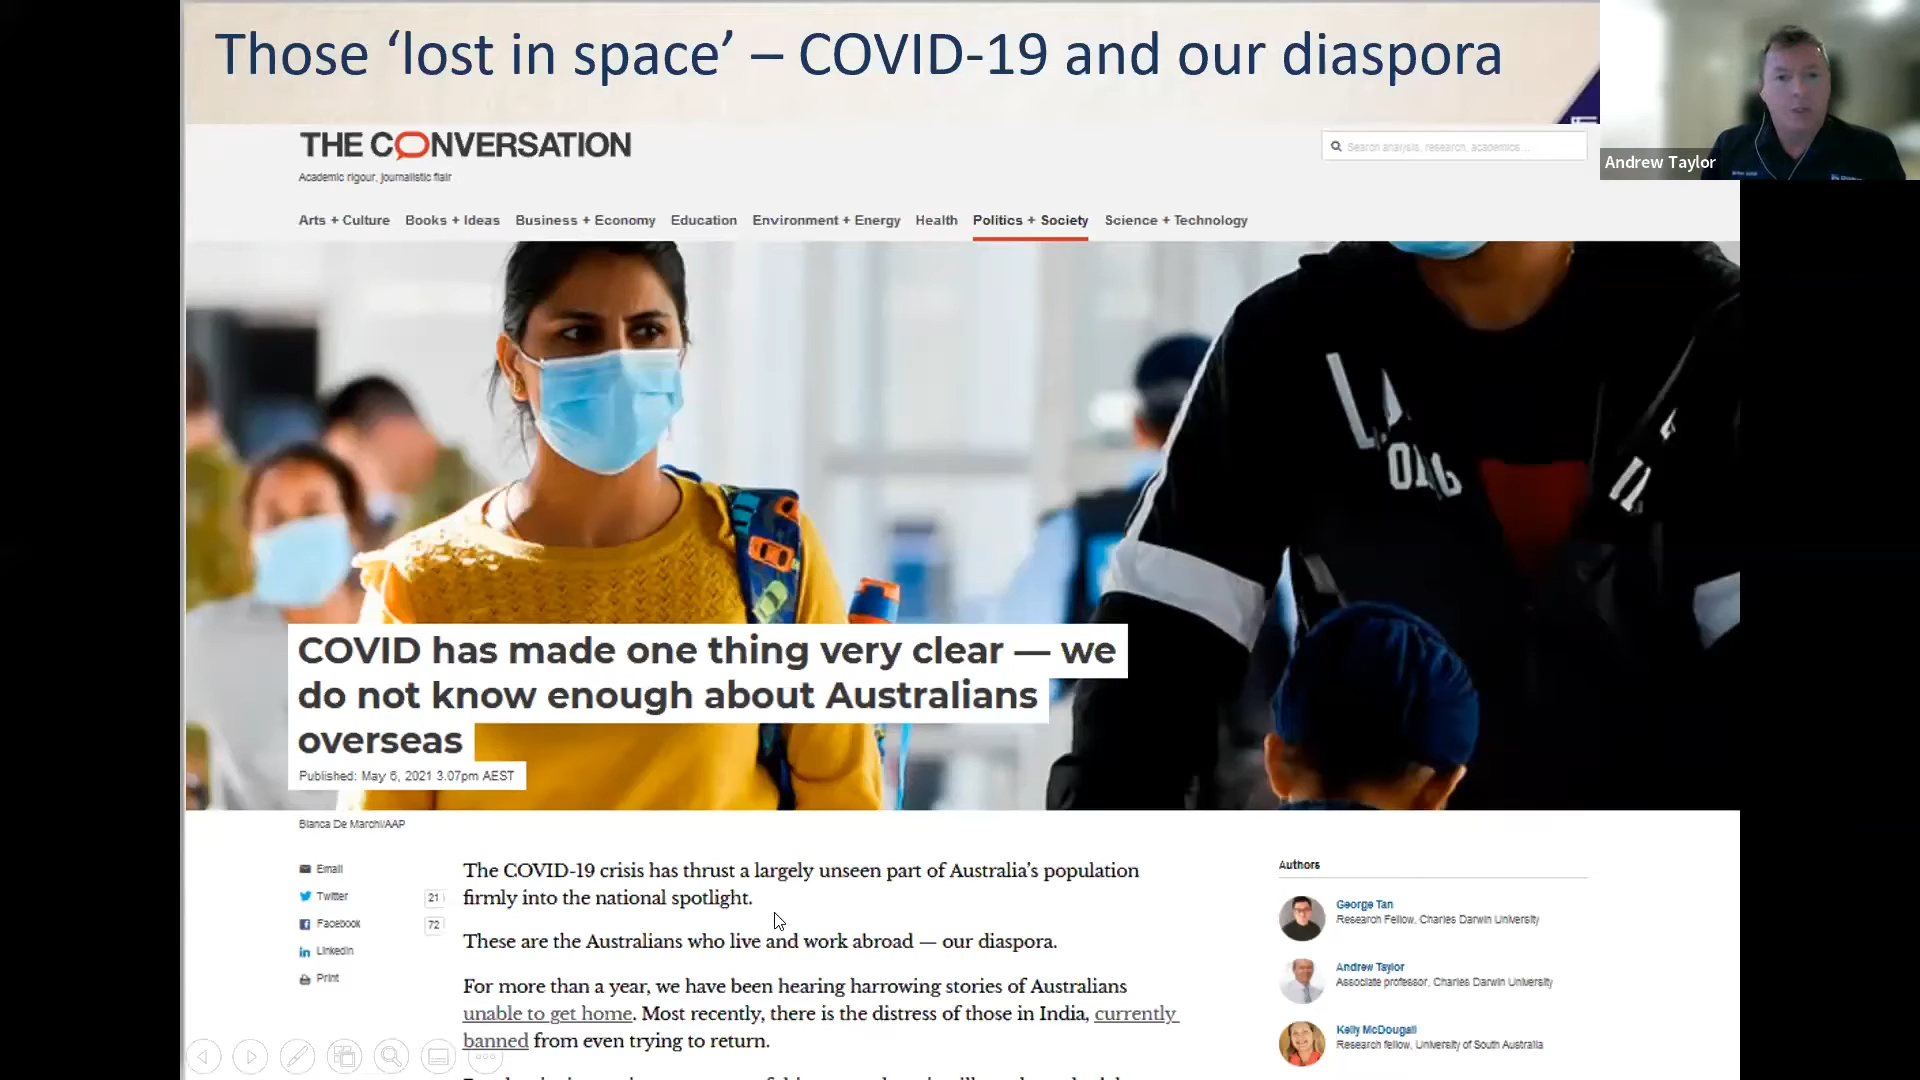 Those ‘lost in space’ – COVID-19 and our diaspora
Andrew Taylor
THE CONVERSATION
Academic rigour, journalistic flair
Search analysis, research, academics…
Arts + Culture Books + Ideas Business + Economy Education Environment + Energy Health Politics + Society Science + Technology
COVID has made one thing very clear — we
do not know enough about Australians
overseas
Published: May 6, 2021 3.07pm AEST
Bianca De Marchi/AAP
Email
Twitter 21
Facebook 72
LinkedIn
Print
The COVID-19 crisis has thrust a largely unseen part of Australia’s population
firmly into the national spotlight.
These are the Australians who live and work abroad — our diaspora.
For more than a year, we have been hearing harrowing stories of Australians
unable to get home. Most recently, there is the distress of those in India, currently
banned from even trying to return.
Authors
George Tan
Research Fellow, Charles Darwin University
Andrew Taylor
Associate professor, Charles Darwin University
Kelly McDougall
Research fellow, University of South Australia